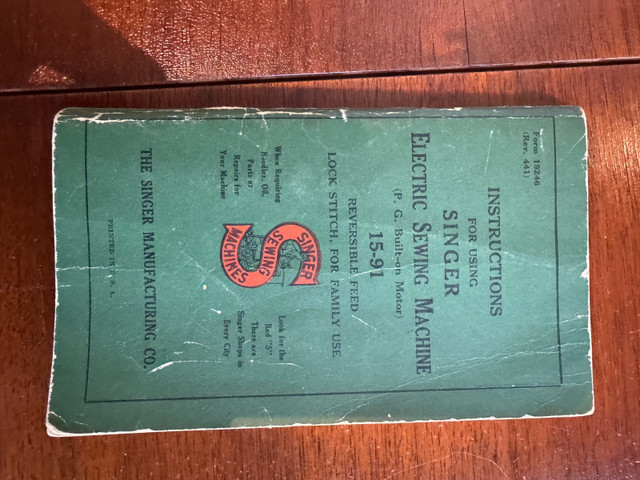 Form 19246
(Rev. 441)
INSTRUCTIONS
FOR USING
SINGER
ELECTRIC SEWING MACHINE
(P. G. Built-on Motor)
15-91
REVERSIBLE FEED
LOCK STITCH, FOR FAMILY USE
When Requiring
Needles, Oil,
Parts or
Repairs for
Your Machine
SINGER
SEWING
MACHINES
Look for the
Red "S"
There are
Singer Shops in
Every City
THE SINGER MANUFACTURING CO.
PRINTED IN U. S. A.